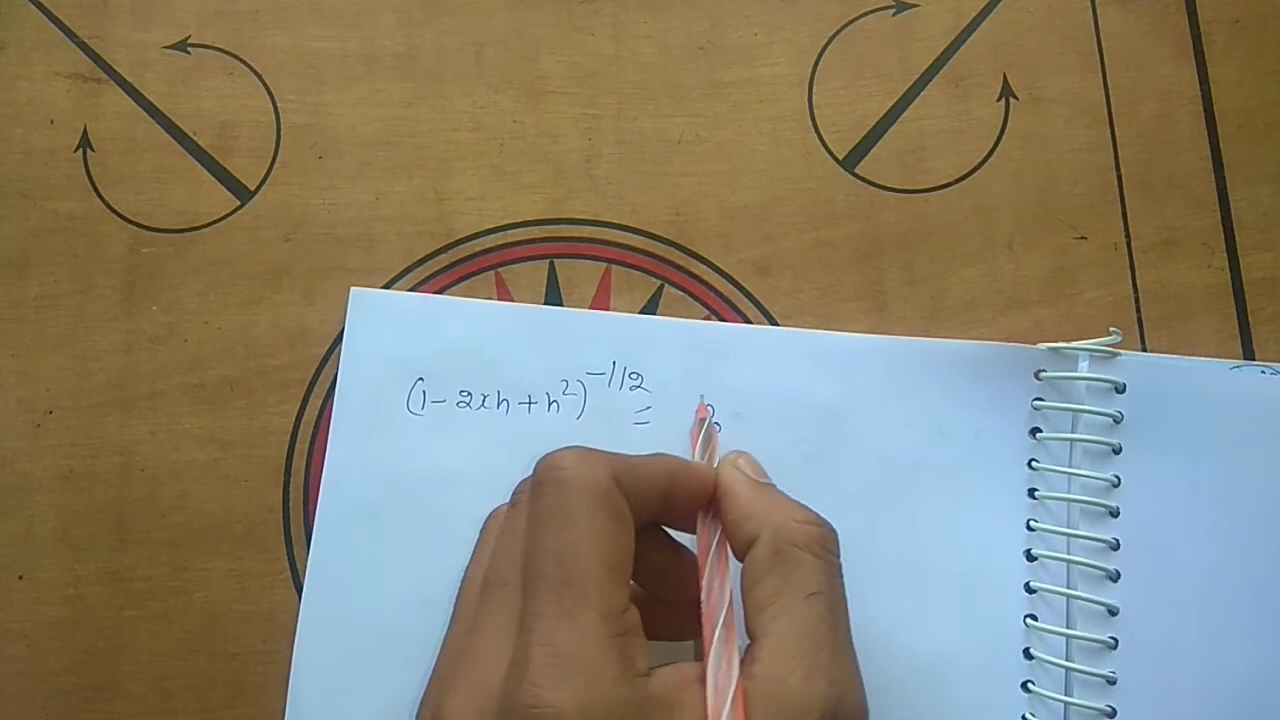 (1-2xh+h²)^-1/2 =